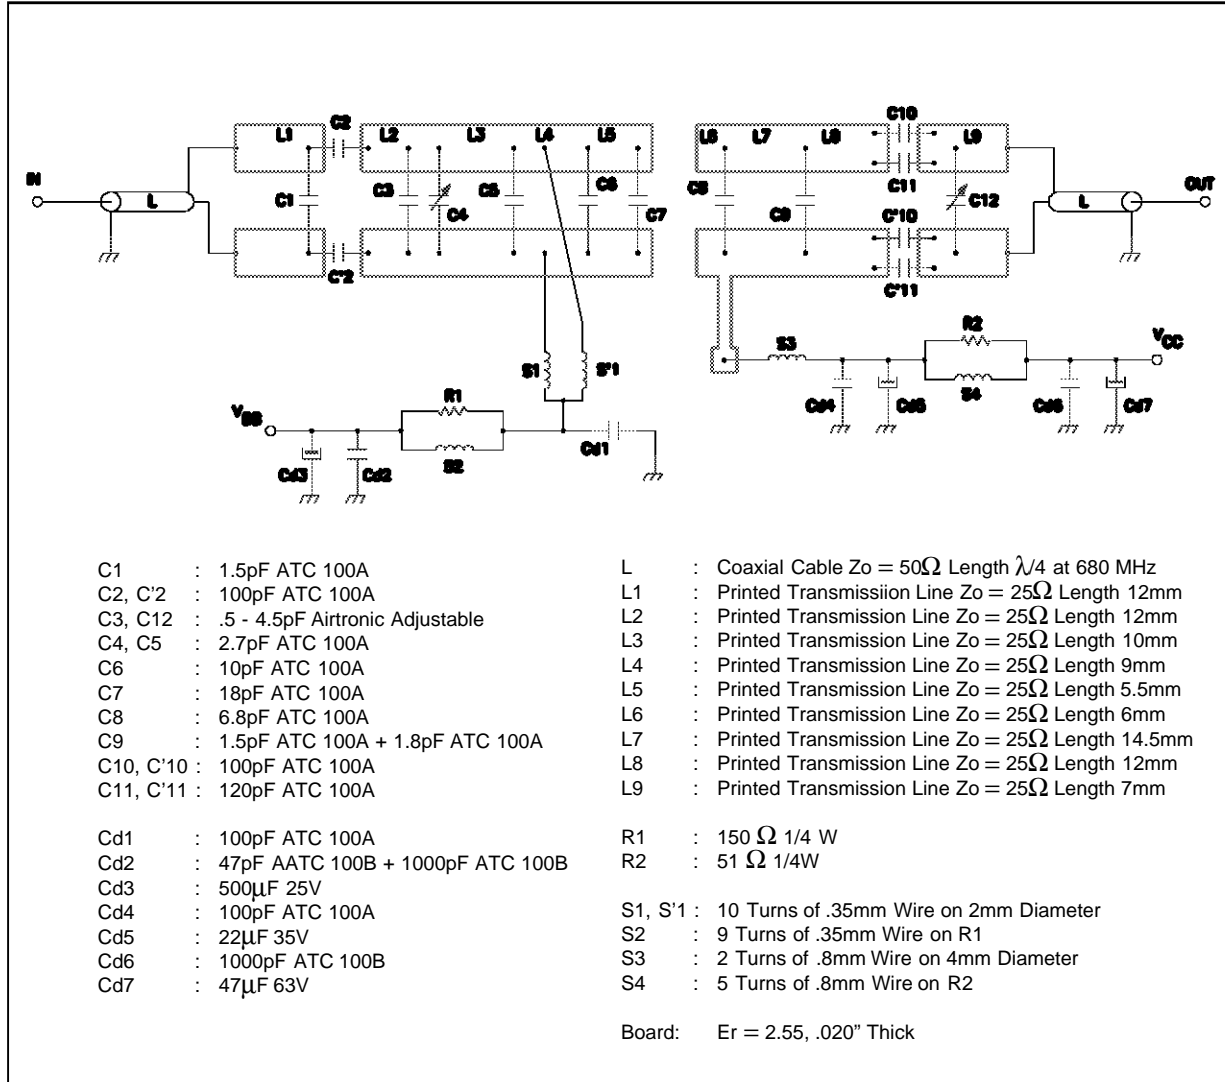 C10
L1
C2
L2
L3
L4
L5
L6
L7
L8
L9
C11
IN
L
C1
C3
C4
C5
C6
C7
C8
C9
C'10
C12
L
OUT
C'2
C'11
R2
S3
VCC
S1
S'1
R1
Cd4
Cd5
S4
Cd6
Cd7
VBB
Cd1
Cd3
Cd2
S2
C1 : 1.5pF ATC 100A
C2, C'2 : 100pF ATC 100A
C3, C12 : .5 - 4.5pF Airtronic Adjustable
C4, C5 : 2.7pF ATC 100A
C6 : 10pF ATC 100A
C7 : 18pF ATC 100A
C8 : 6.8pF ATC 100A
C9 : 1.5pF ATC 100A + 1.8pF ATC 100A
C10, C'10 : 100pF ATC 100A
C11, C'11 : 120pF ATC 100A
Cd1 : 100pF ATC 100A
Cd2 : 47pF AATC 100B + 1000pF ATC 100B
Cd3 : 500µF 25V
Cd4 : 100pF ATC 100A
Cd5 : 22µF 35V
Cd6 : 1000pF ATC 100B
Cd7 : 47µF 63V
L : Coaxial Cable Zo = 50Ω Length λ/4 at 680 MHz
L1 : Printed Transmissiion Line Zo = 25Ω Length 12mm
L2 : Printed Transmission Line Zo = 25Ω Length 12mm
L3 : Printed Transmission Line Zo = 25Ω Length 10mm
L4 : Printed Transmission Line Zo = 25Ω Length 9mm
L5 : Printed Transmission Line Zo = 25Ω Length 5.5mm
L6 : Printed Transmission Line Zo = 25Ω Length 6mm
L7 : Printed Transmission Line Zo = 25Ω Length 14.5mm
L8 : Printed Transmission Line Zo = 25Ω Length 12mm
L9 : Printed Transmission Line Zo = 25Ω Length 7mm
R1 : 150 Ω 1/4 W
R2 : 51 Ω 1/4W
S1, S'1 : 10 Turns of .35mm Wire on 2mm Diameter
S2 : 9 Turns of .35mm Wire on R1
S3 : 2 Turns of .8mm Wire on 4mm Diameter
S4 : 5 Turns of .8mm Wire on R2
Board: Er = 2.55, .020” Thick